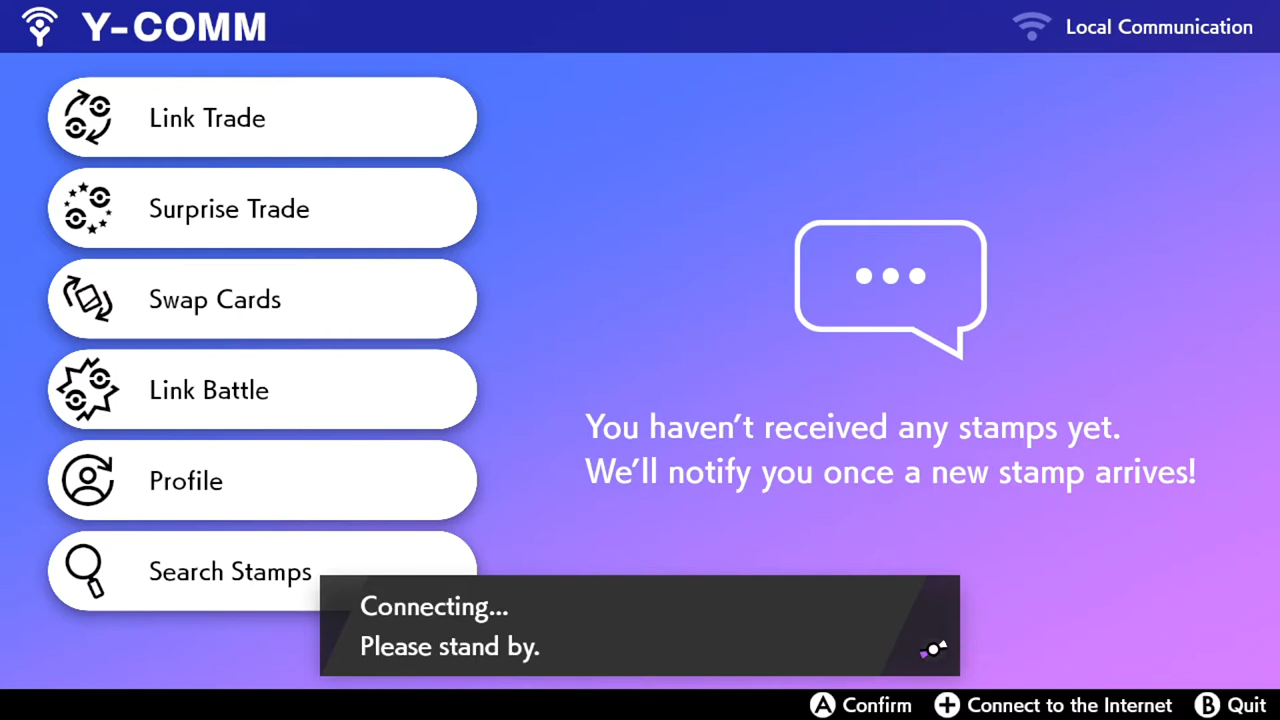 Y-COMM
Local Communication
Link Trade
Surprise Trade
Swap Cards
Link Battle
Profile
Search Stamps
You haven't received any stamps yet.
We'll notify you once a new stamp arrives!
Connecting...
Please stand by.
A Confirm
+ Connect to the Internet
B Quit